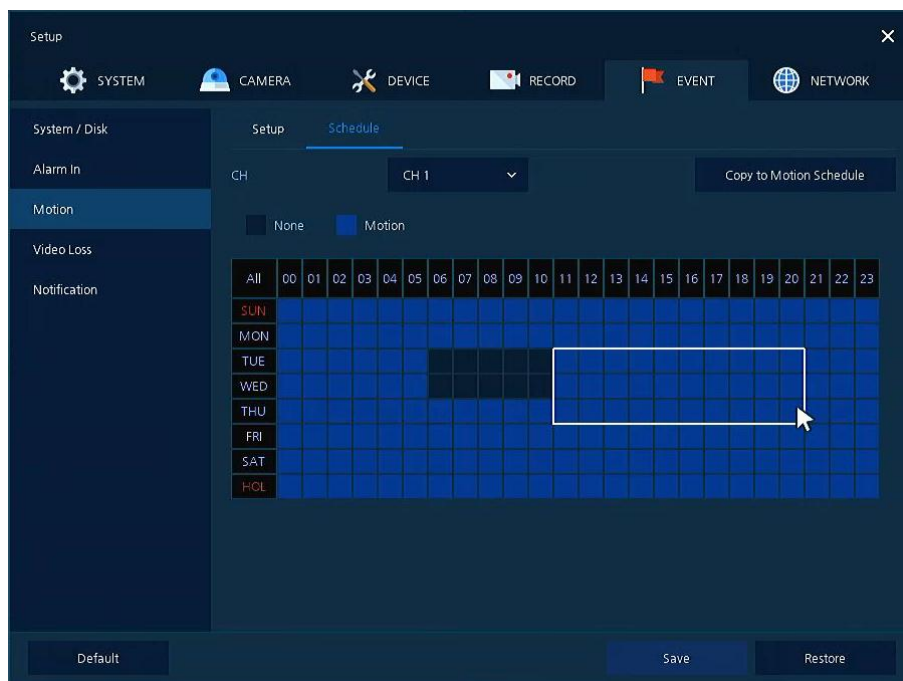 Setup
SYSTEM CAMERA DEVICE RECORD EVENT NETWORK
System / Disk
Alarm In
Motion
Video Loss
Notification
Setup Schedule
CH CH 1 Copy to Motion Schedule
None Motion
All 00 01 02 03 04 05 06 07 08 09 10 11 12 13 14 15 16 17 18 19 20 21 22 23
SUN
MON
TUE
WED
THU
FRI
SAT
HOL
Default Save Restore